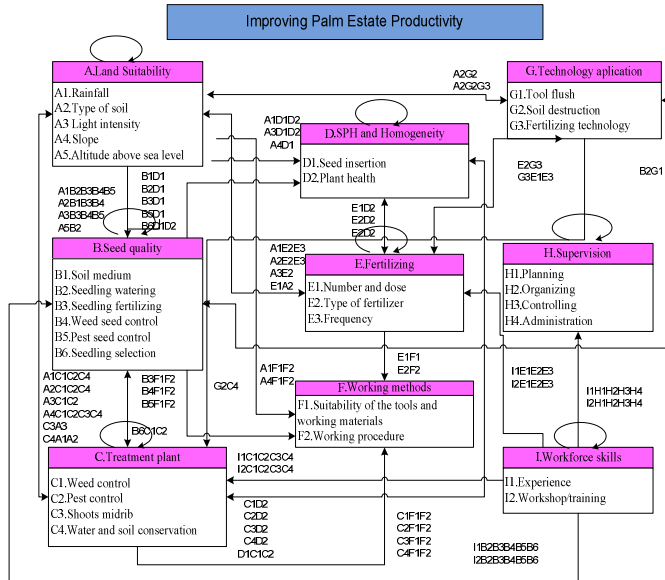 Improving Palm Estate Productivity
A.Land Suitability
A1.Rainfall
A2.Type of soil
A3 Light intensity
A4.Slope
A5.Altitude above sea level
G.Technology aplication
G1.Tool flush
G2.Soil destruction
G3.Fertilizing technology
A2G2
A2G2G3
A1D1D2
A3D1D2
A4D1
D.SPH and Homogeneity
D1.Seed insertion
D2.Plant health
E2G3
G3E1E3
B2G1
A1B2B3B4B5
A2B1B3B4
A3B3B4B5
A5B2
B1D1
B2D1
B3D1
B5D1
B6D1D2
E1D2
E2D2
E2D2
B.Seed quality
B1.Soil medium
B2.Seedling watering
B3.Seedling fertilizing
B4.Weed seed control
B5.Pest seed control
B6.Seedling selection
A1E2E3
A2E2E3
A3E2
E1A2
E.Fertilizing
E1.Number and dose
E2.Type of fertilizer
E3.Frequency
H.Supervision
H1.Planning
H2.Organizing
H3.Controlling
H4.Administration
E1F1
E2F2
A1F1F2
A4F1F2
I1E1E2E3
I2E1E2E3
I1H1H2H3H4
I2H1H2H3H4
A1C1C2C4
A2C1C2C4
A3C1C2
A4C1C2C3C4
C3A3
C4A1A2
B3F1F2
B4F1F2
B5F1F2
B6C1C2
G2C4
F.Working methods
F1.Suitability of the tools and
working materials
F2.Working procedure
C.Treatment plant
C1.Weed control
C2.Pest control
C3.Shoots midrib
C4.Water and soil conservation
I1C1C2C3C4
I2C1C2C3C4
I.Workforce skills
I1.Experience
I2.Workshop/training
C1D2
C2D2
C3D2
C4D2
D1C1C2
C1F1F2
C2F1F2
C3F1F2
C4F1F2
I1B2B3B4B5B6
I2B2B3B4B5B6